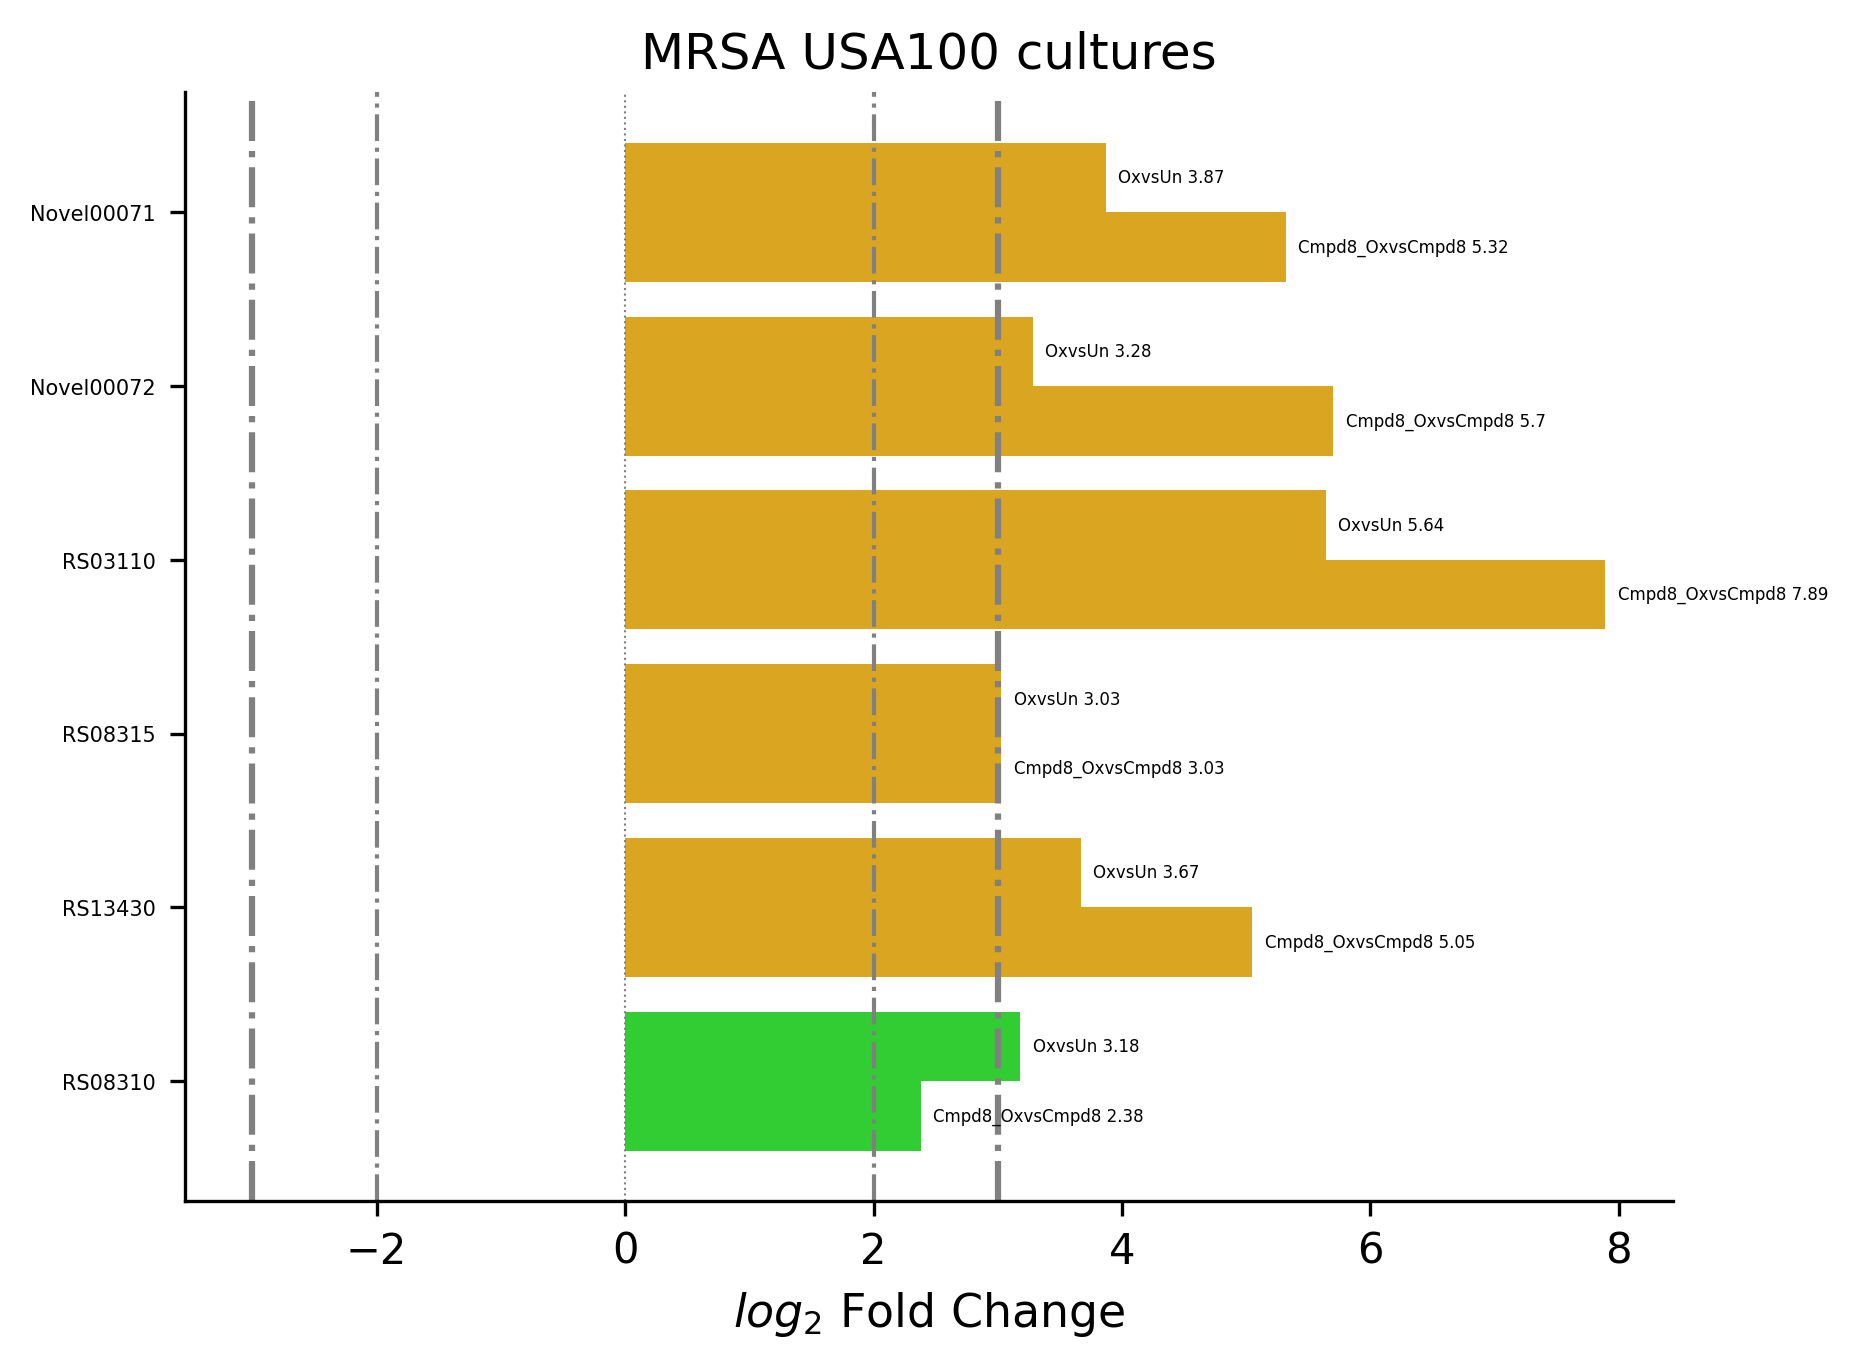 MRSA USA100 cultures
Novel00071
OxvsUn 3.87
Cmpd8_OxvsCmpd8 5.32
Novel00072
OxvsUn 3.28
Cmpd8_OxvsCmpd8 5.7
RS03110
OxvsUn 5.64
Cmpd8_OxvsCmpd8 7.89
RS08315
OxvsUn 3.03
Cmpd8_OxvsCmpd8 3.03
RS13430
OxvsUn 3.67
Cmpd8_OxvsCmpd8 5.05
RS08310
OxvsUn 3.18
Cmpd8_OxvsCmpd8 2.38
−2 0 2 4 6 8
log₂ Fold Change